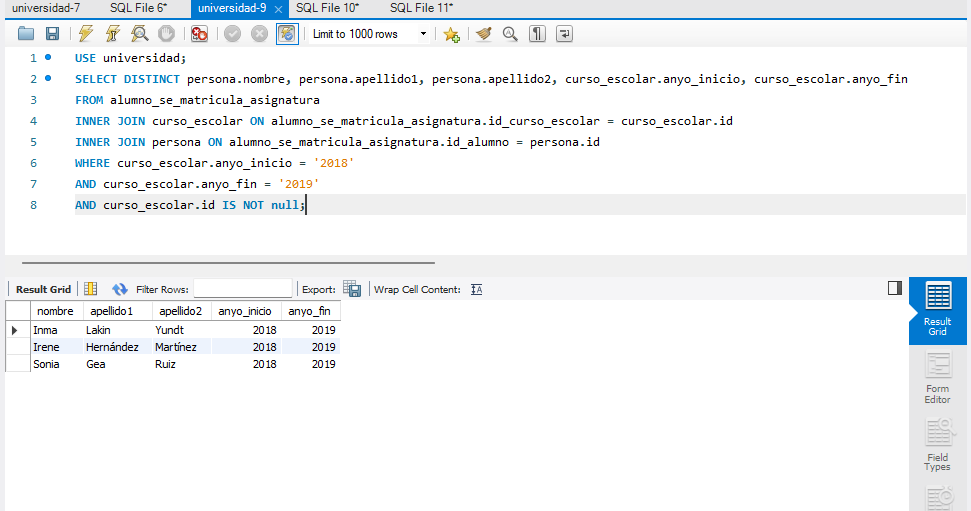 universidad-7 SQL File 6* universidad-9 SQL File 10* SQL File 11*
Limit to 1000 rows
1 USE universidad;
2 SELECT DISTINCT persona.nombre, persona.apellido1, persona.apellido2, curso_escolar.anyo_inicio, curso_escolar.anyo_fin
3 FROM alumno_se_matricula_asignatura
4 INNER JOIN curso_escolar ON alumno_se_matricula_asignatura.id_curso_escolar = curso_escolar.id
5 INNER JOIN persona ON alumno_se_matricula_asignatura.id_alumno = persona.id
6 WHERE curso_escolar.anyo_inicio = '2018'
7 AND curso_escolar.anyo_fin = '2019'
8 AND curso_escolar.id IS NOT null;
Result Grid Filter Rows: Export: Wrap Cell Content:
nombre apellido1 apellido2 anyo_inicio anyo_fin
Inma Lakin Yundt 2018 2019
Irene Hernández Martínez 2018 2019
Sonia Gea Ruiz 2018 2019
Result
Grid
Form
Editor
Field
Types